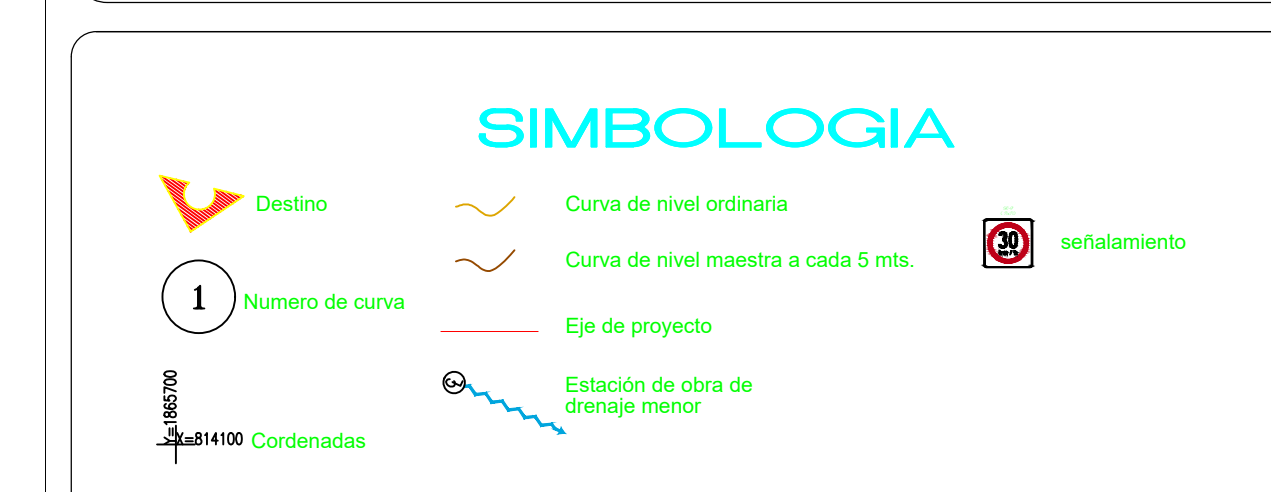 SIMBOLOGIA
Destino
Curva de nivel ordinaria
30
señalamiento
Curva de nivel maestra a cada 5 mts.
1
Numero de curva
Eje de proyecto
Estación de obra de
drenaje menor
Y=1865700
X=814100
Cordenadas